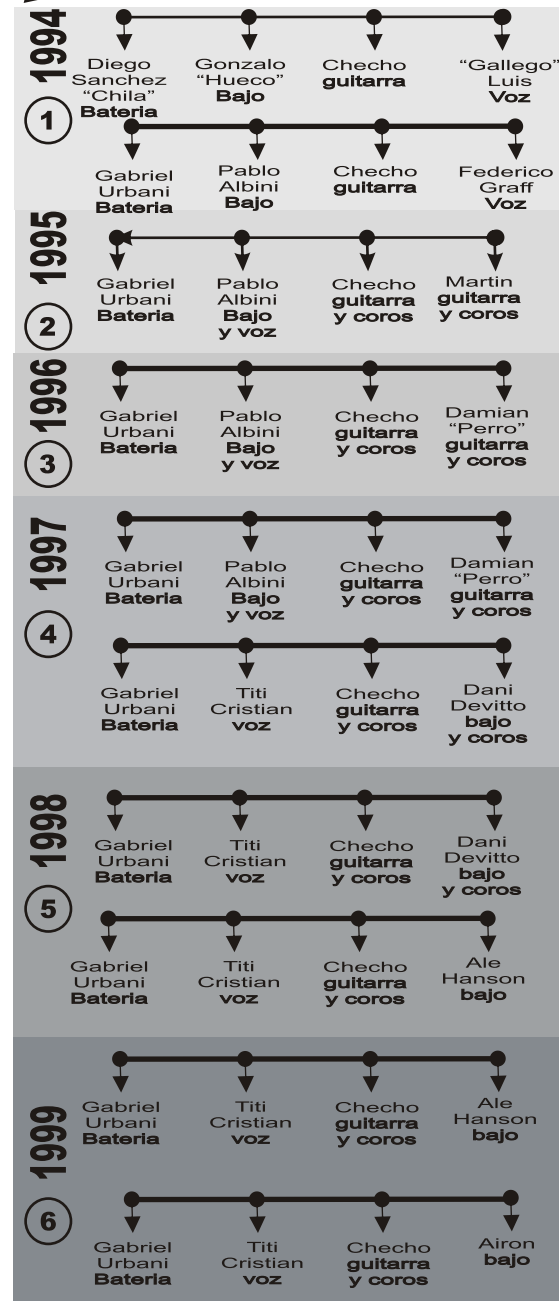 1994
1
Diego
Sanchez
"Chila"
Bateria
Gonzalo
"Hueco"
Bajo
Checho
guitarra
"Gallego"
Luis
Voz
Gabriel
Urbani
Bateria
Pablo
Albini
Bajo
Checho
guitarra
Federico
Graff
Voz
1995
2
Gabriel
Urbani
Bateria
Pablo
Albini
Bajo
y voz
Checho
guitarra
y coros
Martin
guitarra
y coros
1996
3
Gabriel
Urbani
Bateria
Pablo
Albini
Bajo
y voz
Checho
guitarra
y coros
Damian
"Perro"
guitarra
y coros
1997
4
Gabriel
Urbani
Bateria
Pablo
Albini
Bajo
y voz
Checho
guitarra
y coros
Damian
"Perro"
guitarra
y coros
Gabriel
Urbani
Bateria
Titi
Cristian
voz
Checho
guitarra
y coros
Dani
Devitto
bajo
y coros
1998
5
Gabriel
Urbani
Bateria
Titi
Cristian
voz
Checho
guitarra
y coros
Dani
Devitto
bajo
y coros
Gabriel
Urbani
Bateria
Titi
Cristian
voz
Checho
guitarra
y coros
Ale
Hanson
bajo
1999
6
Gabriel
Urbani
Bateria
Titi
Cristian
voz
Checho
guitarra
y coros
Ale
Hanson
bajo
Gabriel
Urbani
Bateria
Titi
Cristian
voz
Checho
guitarra
y coros
Airon
bajo